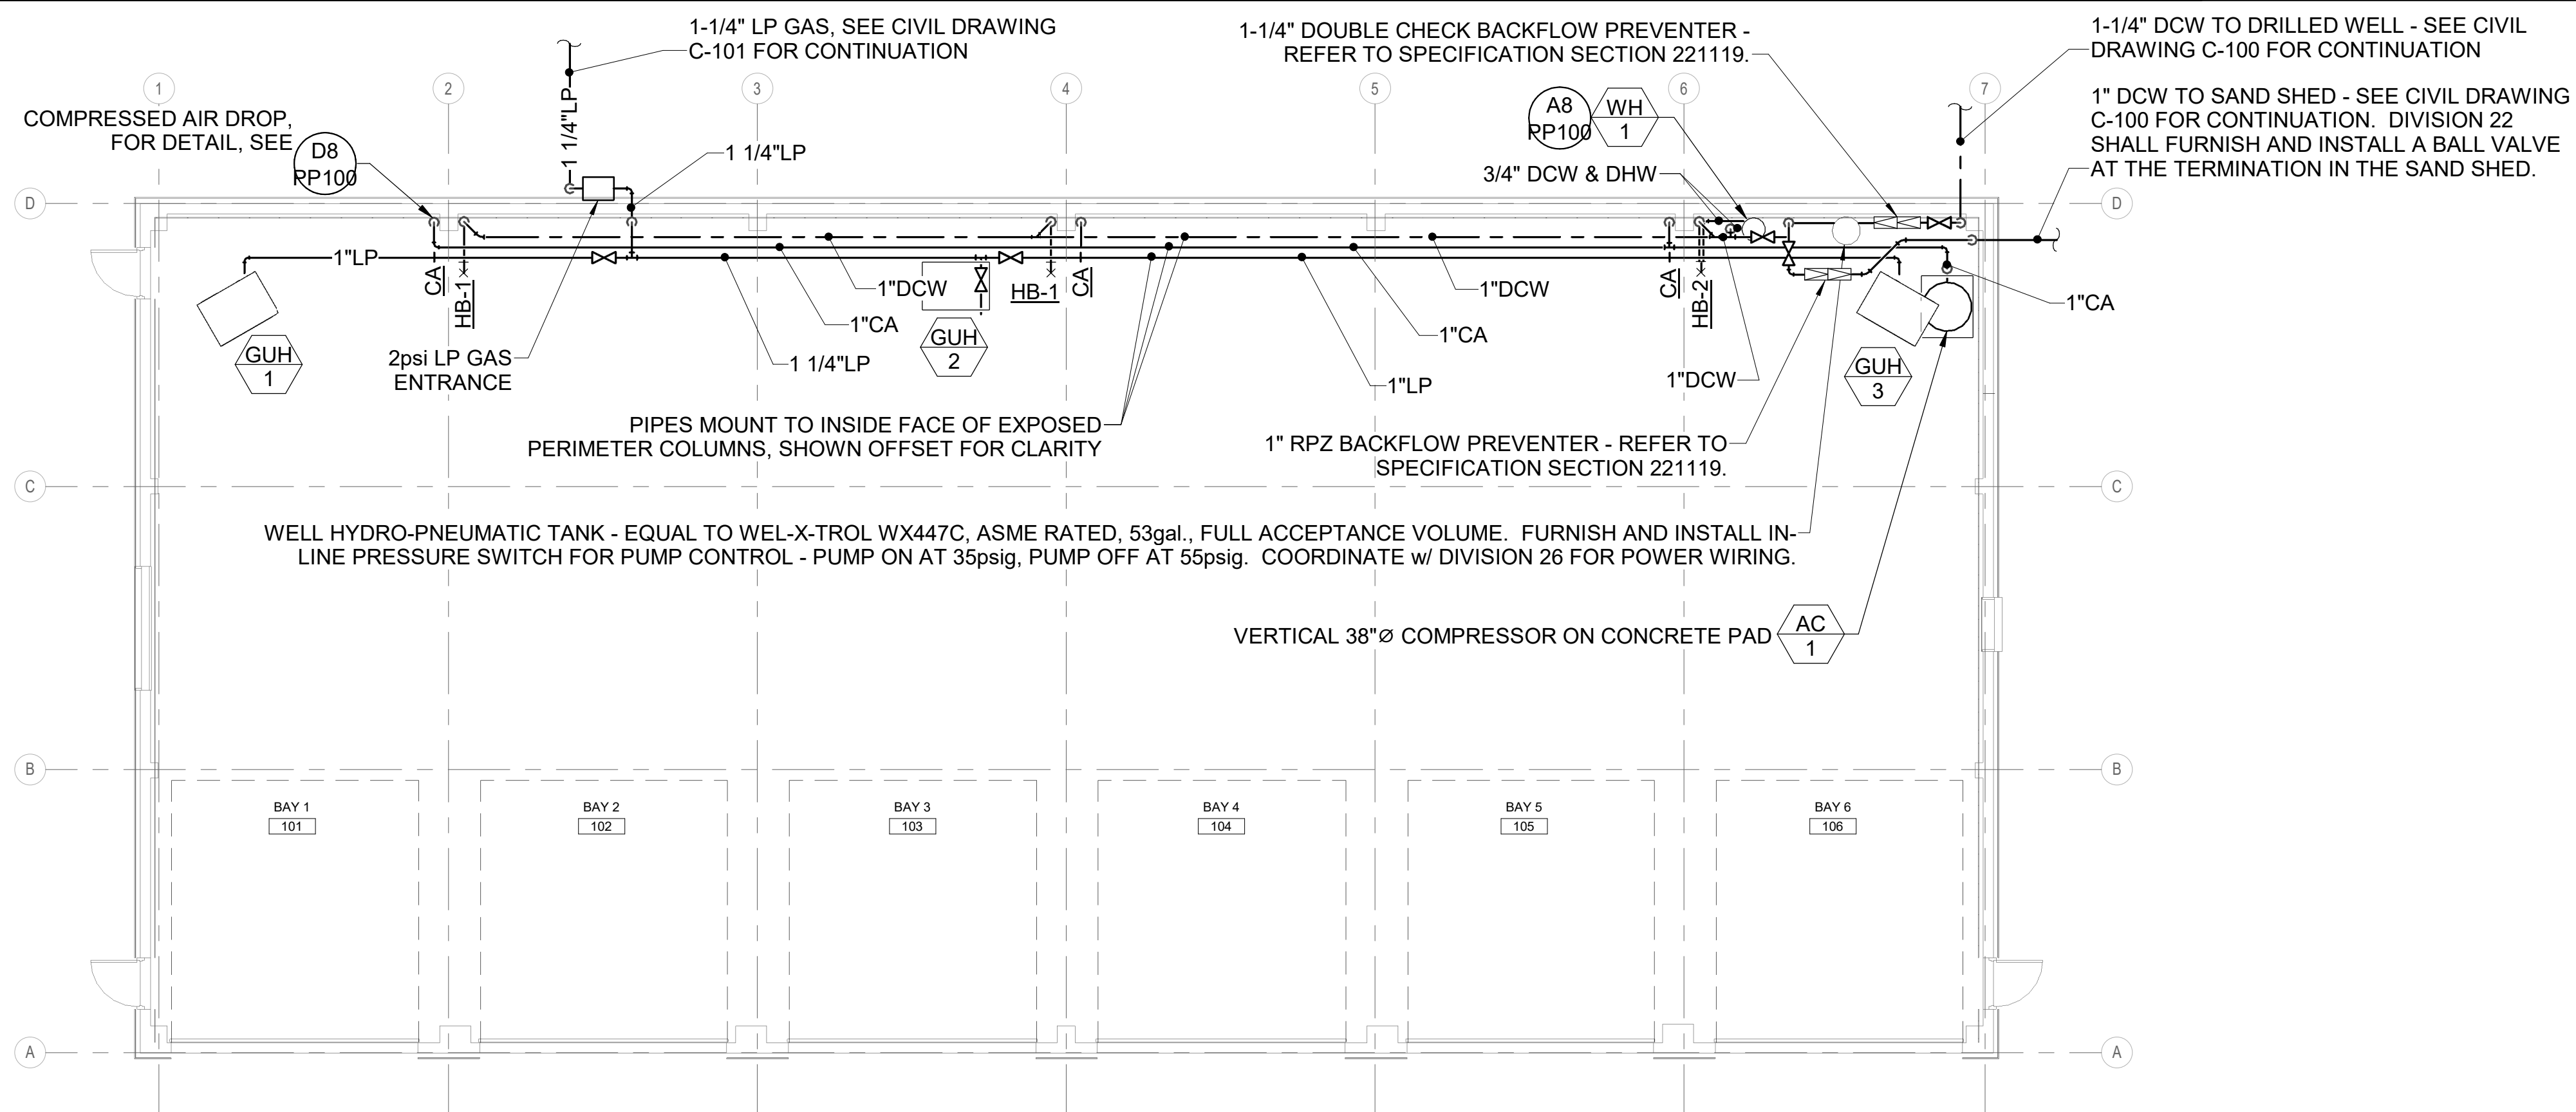 1-1/4" LP GAS, SEE CIVIL DRAWING
C-101 FOR CONTINUATION
1-1/4" DOUBLE CHECK BACKFLOW PREVENTER -
REFER TO SPECIFICATION SECTION 221119.
1-1/4" DCW TO DRILLED WELL - SEE CIVIL
DRAWING C-100 FOR CONTINUATION
1" DCW TO SAND SHED - SEE CIVIL DRAWING
C-100 FOR CONTINUATION. DIVISION 22
SHALL FURNISH AND INSTALL A BALL VALVE
AT THE TERMINATION IN THE SAND SHED.
1
2
3
4
5
6
7
COMPRESSED AIR DROP,
FOR DETAIL, SEE
D8
PP100
1 1/4"LP
1 1/4"LP
A8
PP100
WH
1
3/4" DCW & DHW
D
D
1"LP
CA
HB-1
1"DCW
HB-1
CA
1"DCW
CA
HB-2
1"CA
1"CA
1"CA
GUH
1
2psi LP GAS
ENTRANCE
1 1/4"LP
GUH
2
1"LP
1"DCW
GUH
3
PIPES MOUNT TO INSIDE FACE OF EXPOSED
PERIMETER COLUMNS, SHOWN OFFSET FOR CLARITY
1" RPZ BACKFLOW PREVENTER - REFER TO
SPECIFICATION SECTION 221119.
C
C
WELL HYDRO-PNEUMATIC TANK - EQUAL TO WEL-X-TROL WX447C, ASME RATED, 53gal., FULL ACCEPTANCE VOLUME. FURNISH AND INSTALL IN-
LINE PRESSURE SWITCH FOR PUMP CONTROL - PUMP ON AT 35psig, PUMP OFF AT 55psig. COORDINATE w/ DIVISION 26 FOR POWER WIRING.
VERTICAL 38"Ø COMPRESSOR ON CONCRETE PAD
AC
1
B
B
BAY 1
101
BAY 2
102
BAY 3
103
BAY 4
104
BAY 5
105
BAY 6
106
A
A